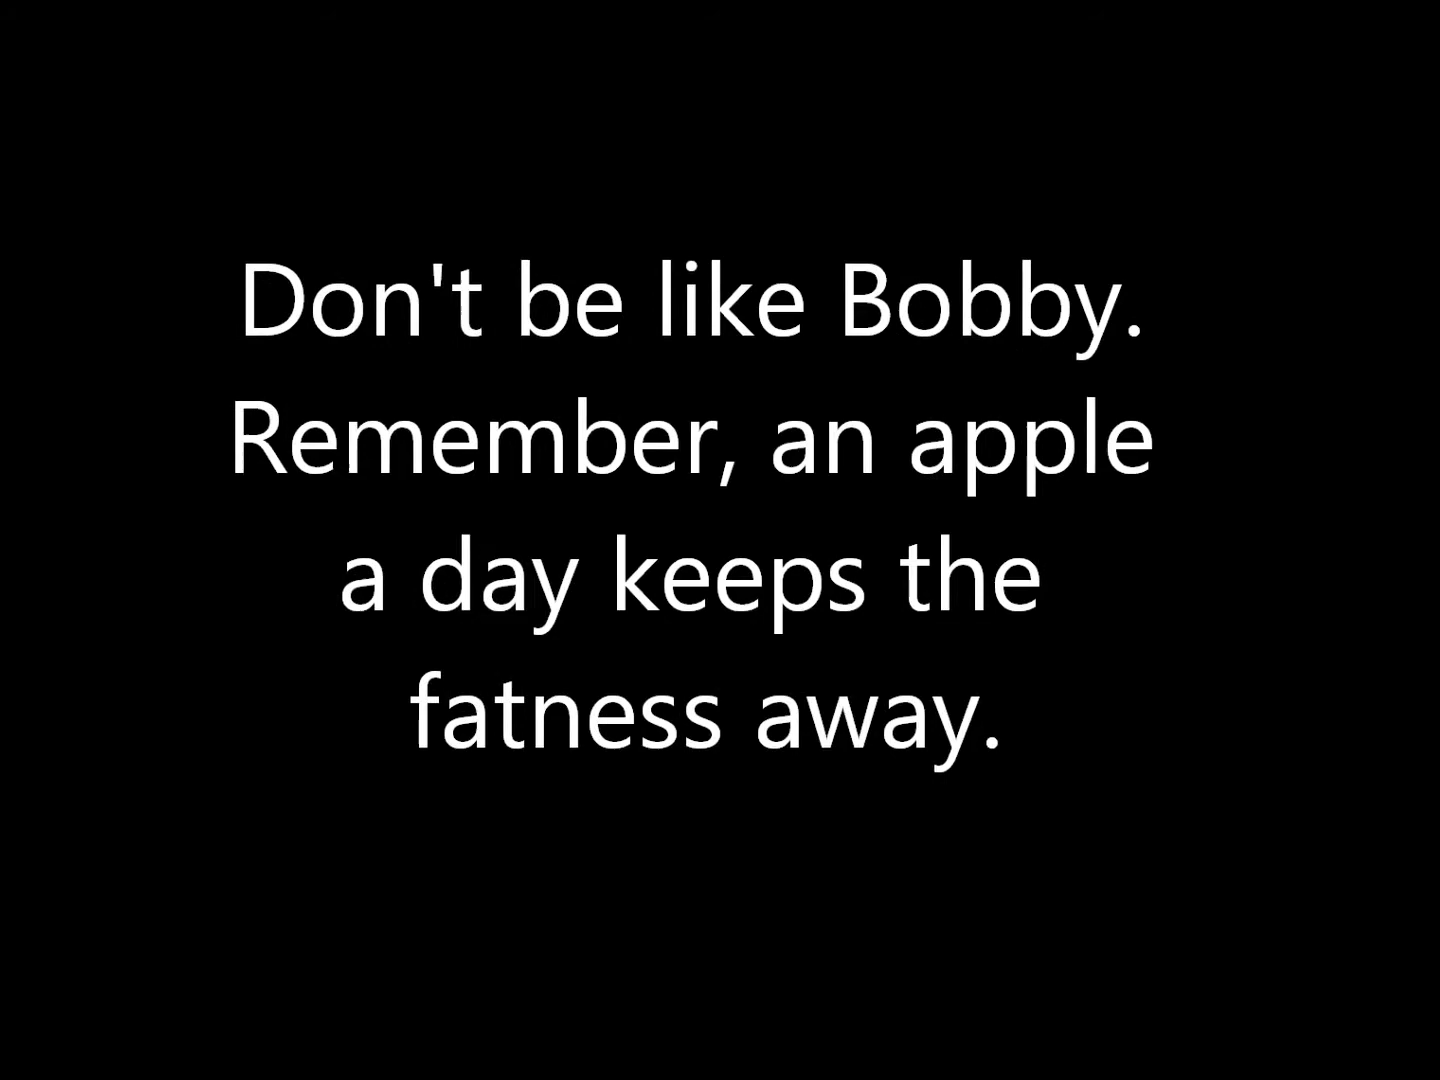 Don't be like Bobby.
Remember, an apple
a day keeps the
fatness away.